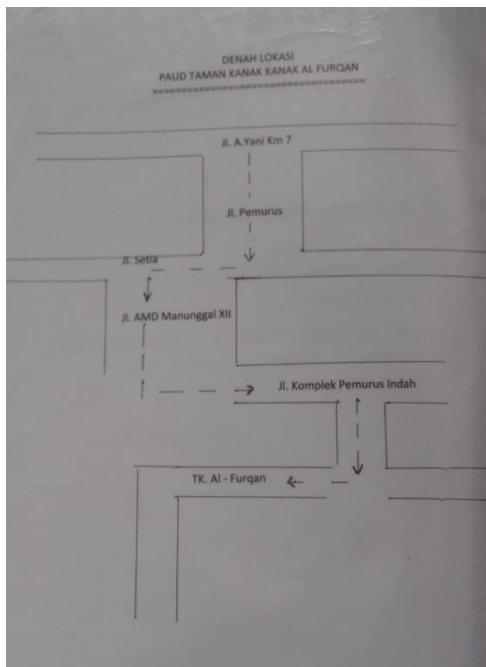 DENAH LOKASI
PAUD TAMAN KANAK KANAK AL FURQAN
Jl. A.Yani Km 7
Jl. Pemurus
Jl. Setia
Jl. AMD Manunggal XII
Jl. Komplek Pemurus Indah
TK. Al - Furqan